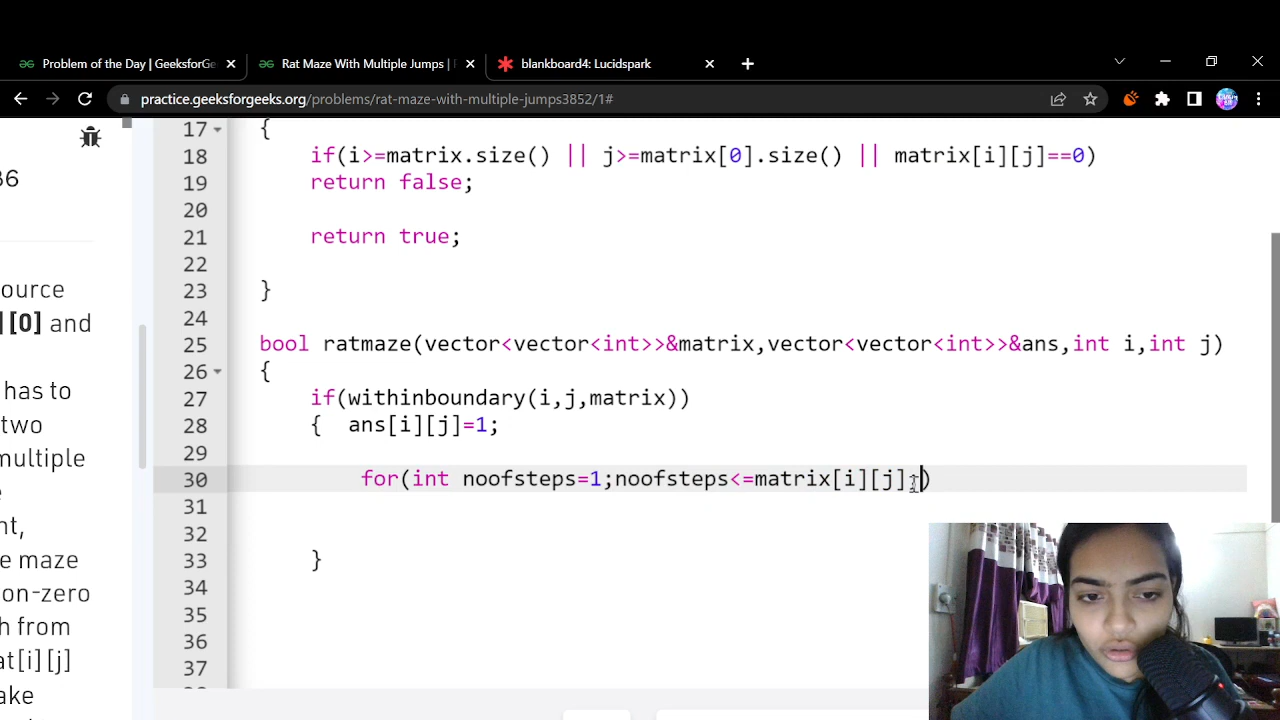 Problem of the Day | GeeksforGe
Rat Maze With Multiple Jumps |
blankboard4: Lucidspark
practice.geeksforgeeks.org/problems/rat-maze-with-multiple-jumps3852/1#
17 {
18 if(i>=matrix.size() || j>=matrix[0].size() || matrix[i][j]==0)
19 return false;
20
21 return true;
22
23 }
24
25 bool ratmaze(vector<vector<int>>&matrix,vector<vector<int>>&ans,int i,int j)
26 {
27 if(withinboundary(i,j,matrix))
28 { ans[i][j]=1;
29
30 for(int noofsteps=1;noofsteps<=matrix[i][j];)
31
32
33 }
34
35
36
37
ource
[0] and
has to
two
multiple
nt,
e maze
on-zero
h from
at[i][j]
ake